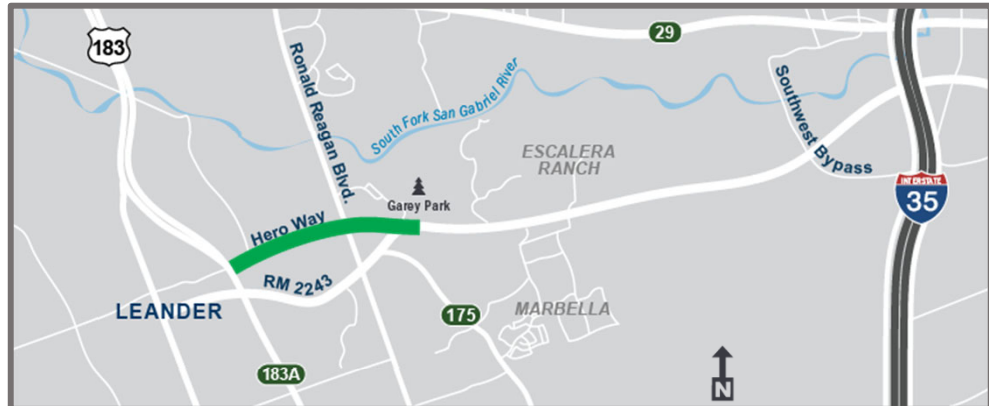 183
29
Ronald Reagan Blvd.
South Fork San Gabriel River
Southwest Bypass
ESCALERA
RANCH
INTERSTATE
35
Garey Park
Hero Way
RM 2243
LEANDER
175
MARBELLA
183A
N